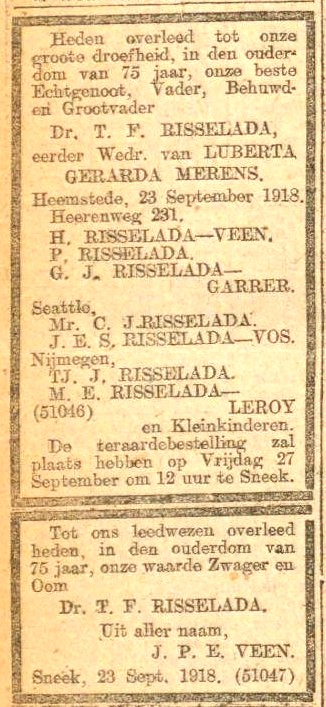 Heden overleed tot onze
groote droefheid, in den ouder-
dom van 75 jaar, onze beste
Echtgenoot, Vader, Behuwd-
en Grootvader
Dr. T. F. RISSELADA,
eerder Wedr. van LUBERTA
GERARDA MERENS.
Heemstede, 23 September 1918.
Heerenweg 231.
H. RISSELADA—VEEN.
P. RISSELADA.
G. J. RISSELADA—
GARRER.
Seattle,
Mr. C. J. RISSELADA.
J. E. S. RISSELADA—VOS.
Nijmegen,
TJ. J. RISSELADA.
M. E. RISSELADA—
(51046) LEROY
en Kleinkinderen.
De teraardebestelling zal
plaats hebben op Vrijdag 27
September om 12 uur te Sneek.
Tot ons leedwezen overleed
heden, in den ouderdom van
75 jaar, onze waarde Zwager en
Oom
Dr. T. F. RISSELADA.
Uit aller naam,
J. P. E. VEEN.
Sneek, 23 Sept. 1918. (51047)